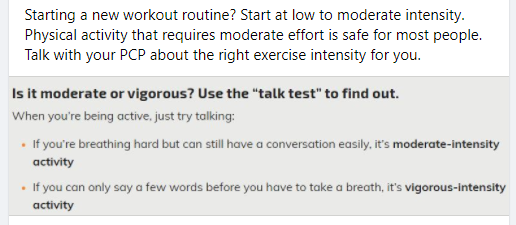 Starting a new workout routine? Start at low to moderate intensity.
Physical activity that requires moderate effort is safe for most people.
Talk with your PCP about the right exercise intensity for you.
Is it moderate or vigorous? Use the “talk test” to find out.
When you're being active, just try talking:
• If you're breathing hard but can still have a conversation easily, it's moderate-intensity
activity
• If you can only say a few words before you have to take a breath, it's vigorous-intensity
activity